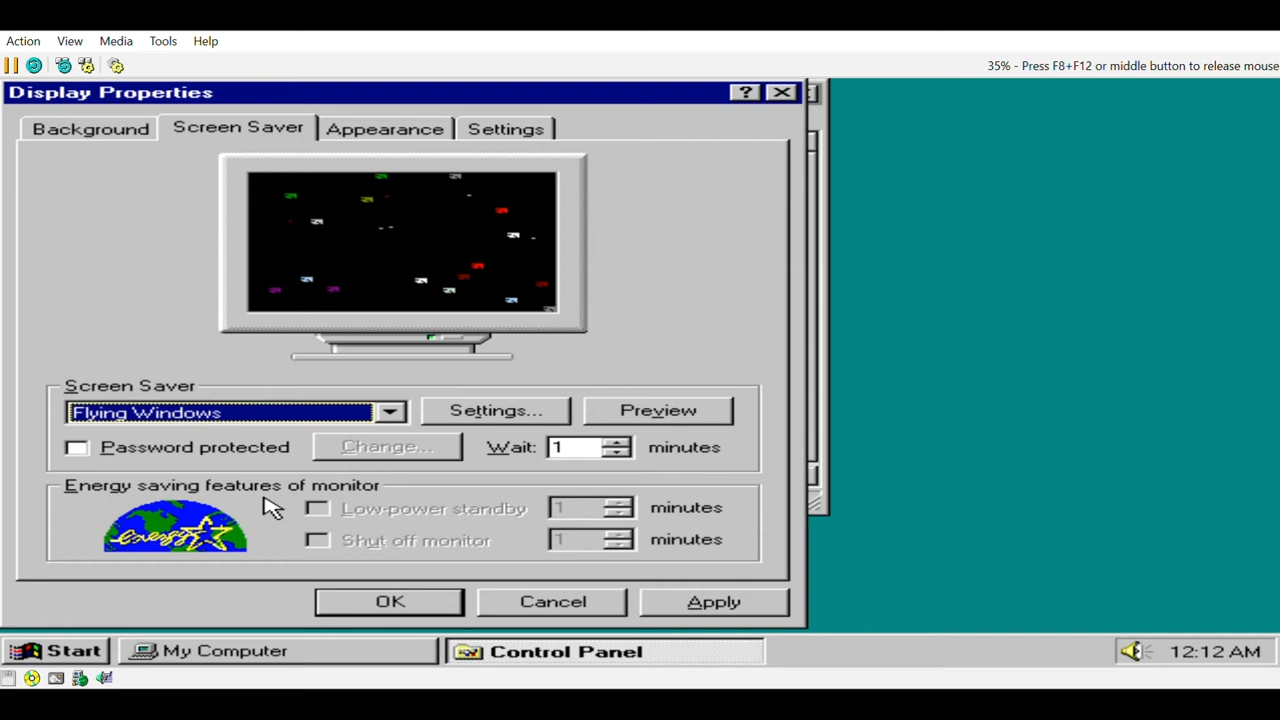 Action View Media Tools Help
35% - Press F8+F12 or middle button to release mouse
Display Properties
Background Screen Saver Appearance Settings
Screen Saver
Flying Windows Settings... Preview
Password protected Change... Wait: 1 minutes
Energy saving features of monitor
energy Low-power standby 1 minutes
Shut off monitor 1 minutes
OK Cancel Apply
Start My Computer Control Panel 12:12 AM